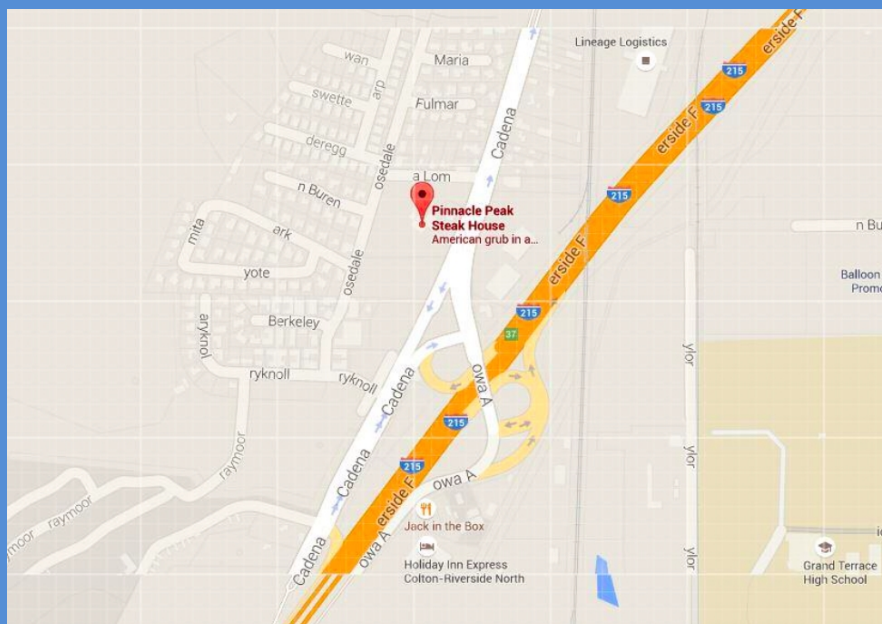 erside F
Lineage Logistics
215
wan
Maria
arp
swette
Fulmar
215
Cadena
erside F
deregg
osedale
a Lom
n Buren
215
Pinnacle Peak
Steak House
American grub in a...
mita
ark
n Bu
erside F
yote
osedale
Balloon
Promo
215
Berkeley
37
aryknol
ylor
ryknoll
ryknoll
Cadena
owa A
215
raymoor
Cadena
ylor
215
owa A
raymoor
erside F
raymoor
Jack in the Box
owa A
Cadena
Holiday Inn Express
Colton-Riverside North
ylor
Grand Terrace
High School